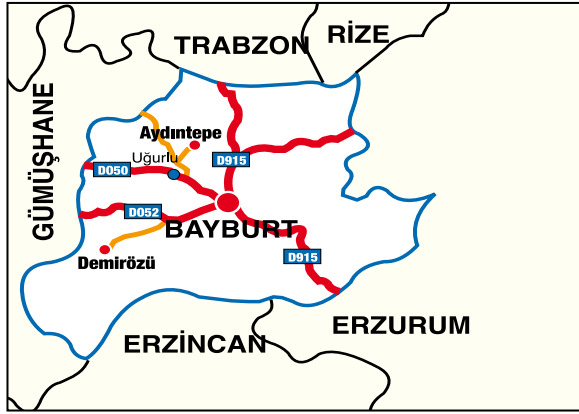 RİZE
TRABZON
GÜMÜŞHANE
Aydıntepe
Uğurlu
D050
D915
D052
BAYBURT
D915
Demirözü
ERZURUM
ERZİNCAN